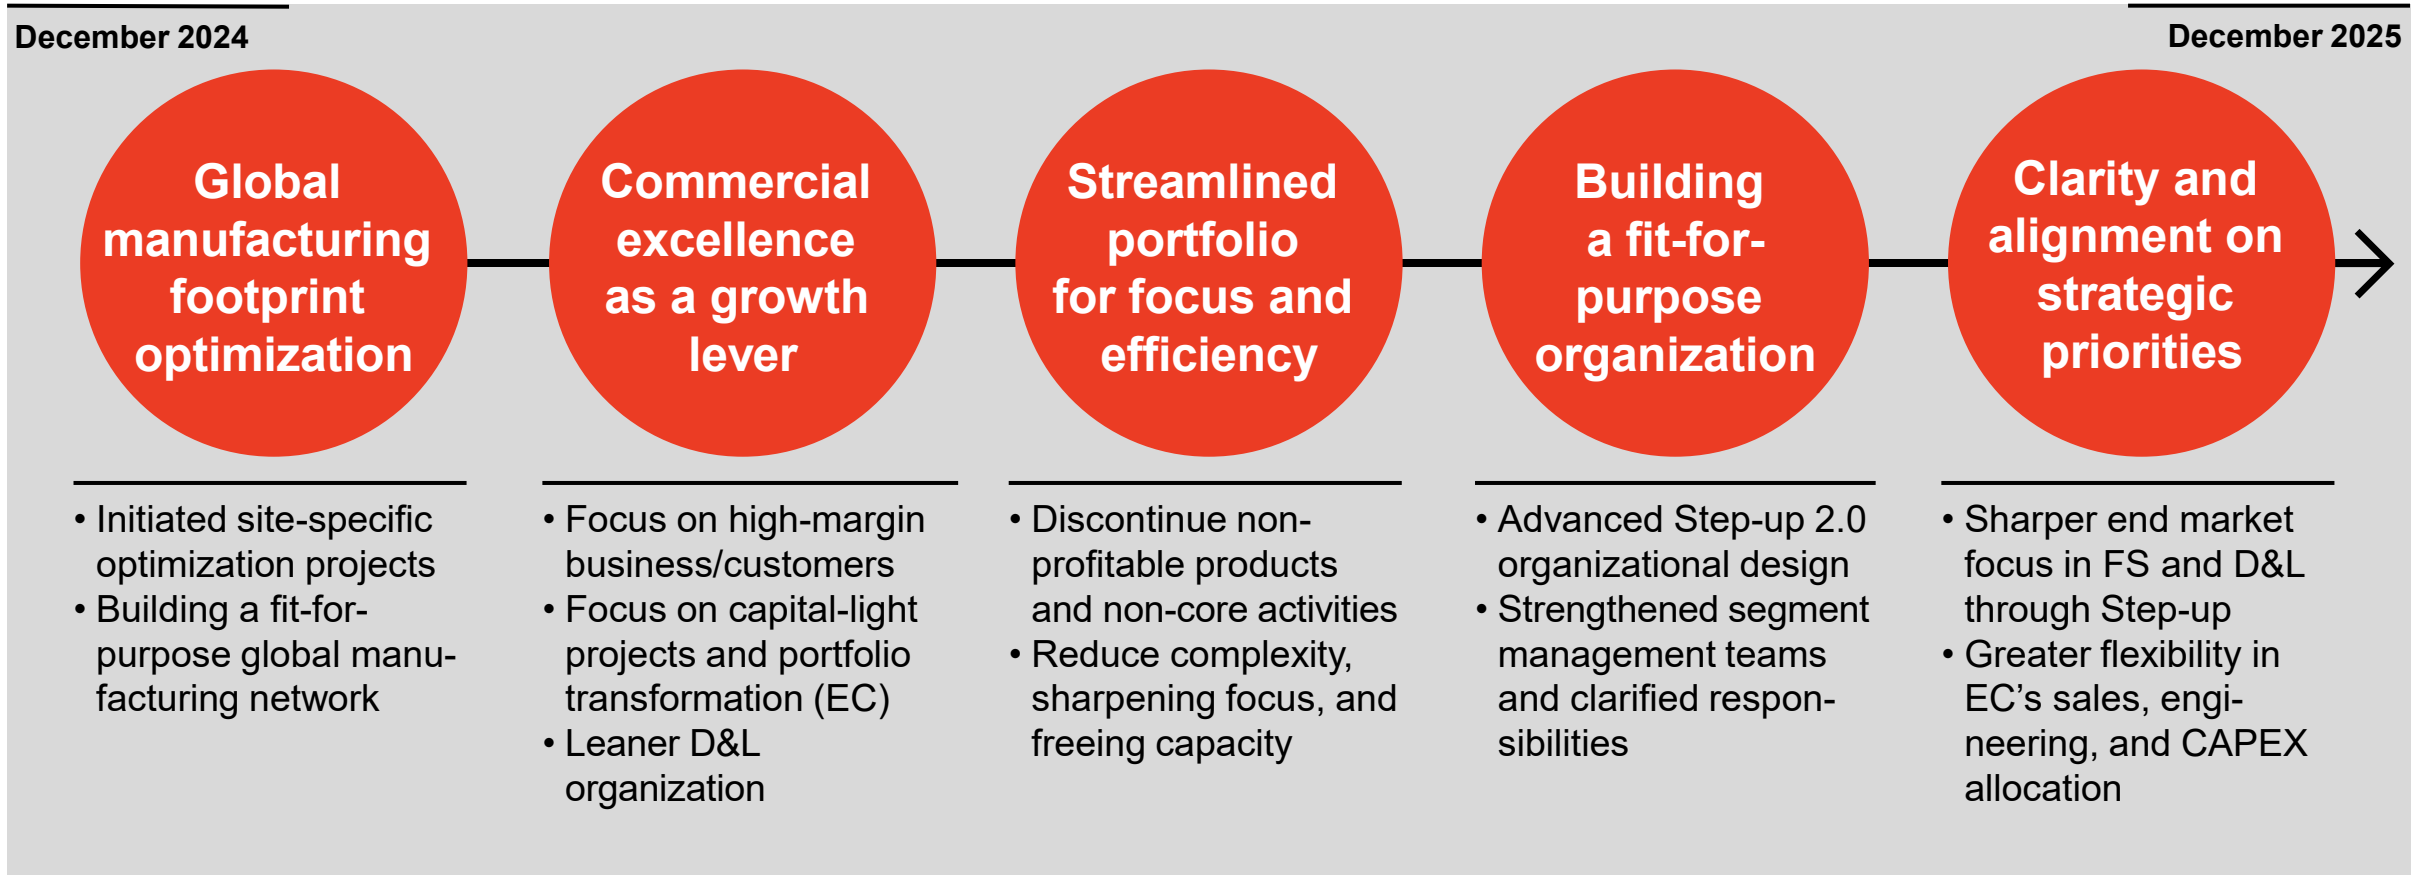 December 2024
December 2025
Global
manufacturing
footprint
optimization
Commercial
excellence
as a growth
lever
Streamlined
portfolio
for focus and
efficiency
Building
a fit-for-
purpose
organization
Clarity and
alignment on
strategic
priorities
• Initiated site-specific
optimization projects
• Building a fit-for-
purpose global manu-
facturing network
• Focus on high-margin
business/customers
• Focus on capital-light
projects and portfolio
transformation (EC)
• Leaner D&L
organization
• Discontinue non-
profitable products
and non-core activities
• Reduce complexity,
sharpening focus, and
freeing capacity
• Advanced Step-up 2.0
organizational design
• Strengthened segment
management teams
and clarified respon-
sibilities
• Sharper end market
focus in FS and D&L
through Step-up
• Greater flexibility in
EC’s sales, engi-
neering, and CAPEX
allocation